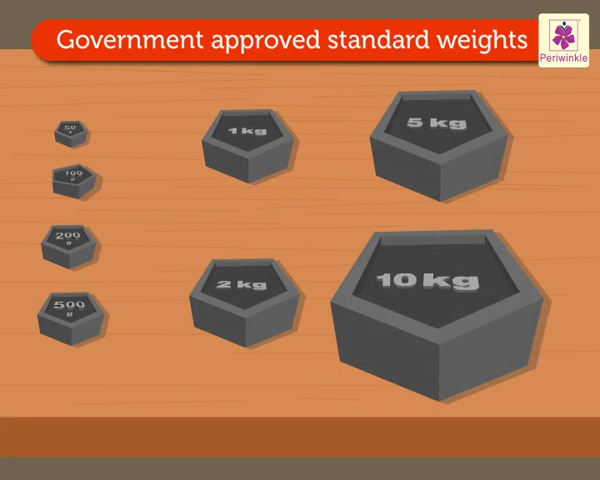 Government approved standard weights
Periwinkle
50
g
100
g
200
g
500
g
1 kg
2 kg
5 kg
10 kg